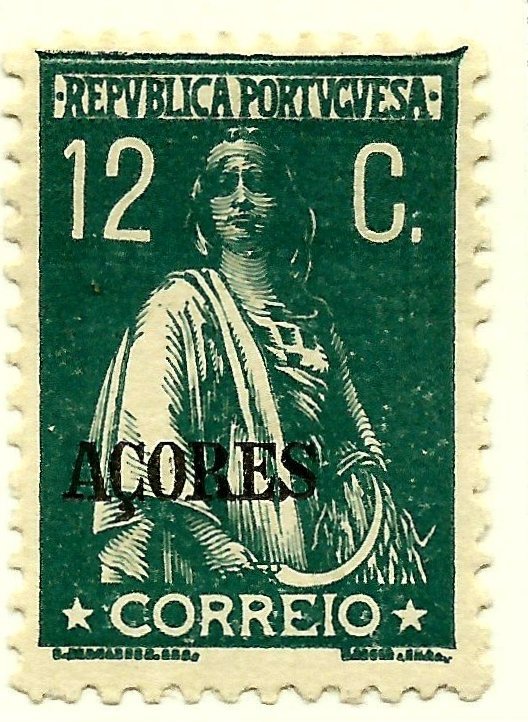 ·REPVBLICA PORTVGVESA·
12 C.
AÇORES
CORREIO